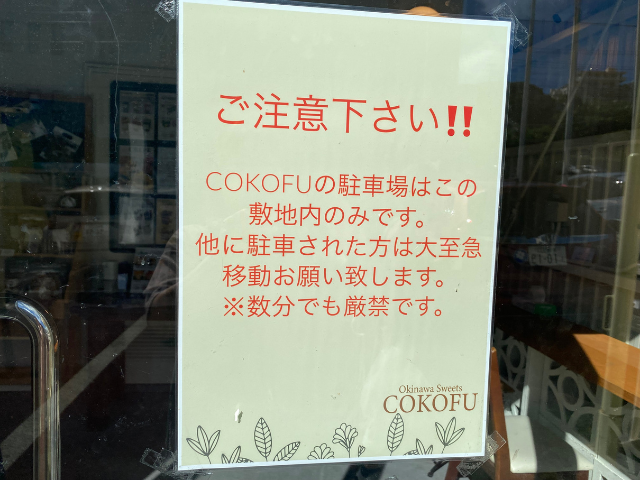 ご注意下さい‼
COKOFUの駐車場はこの
敷地内のみです。
他に駐車された方は大至急
移動お願い致します。
※数分でも厳禁です。
Okinawa Sweets
COKOFU